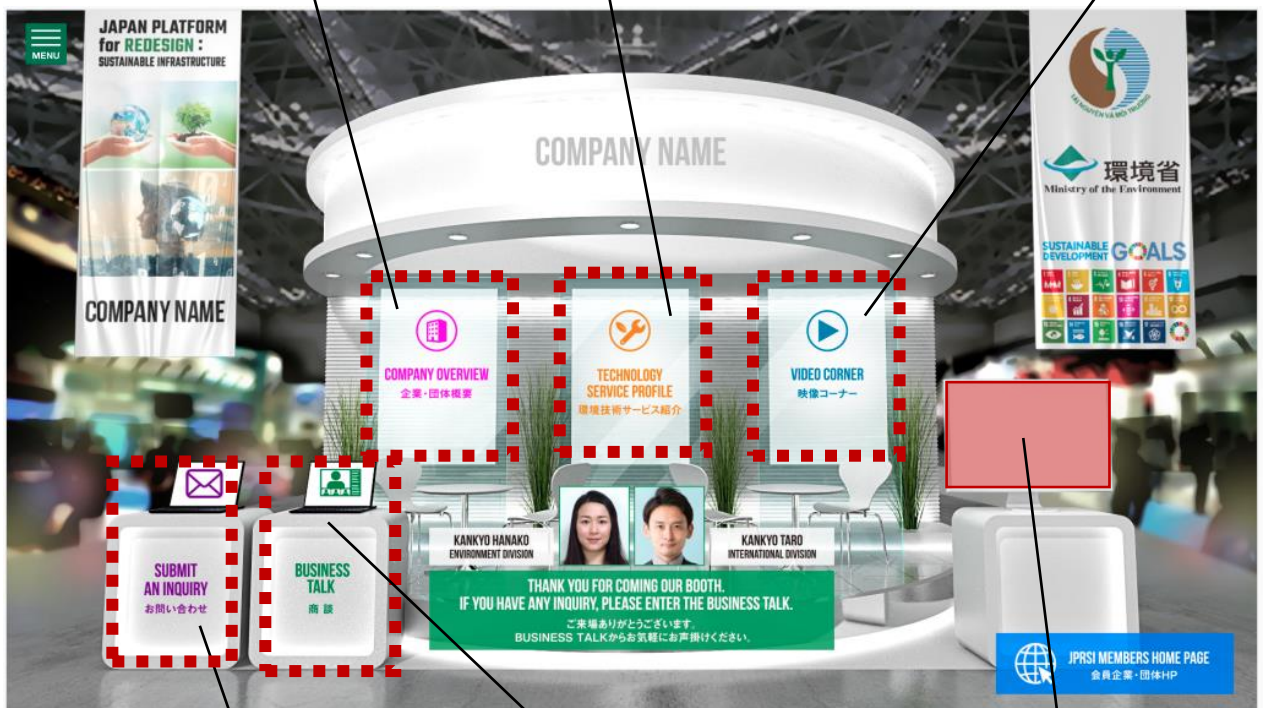 MENU
JAPAN PLATFORM
for REDESIGN :
SUSTAINABLE INFRASTRUCTURE
COMPANY NAME
COMPANY NAME
TÀI NGUYÊN VÀ MÔI TRƯỜNG
環境省
Ministry of the Environment
SUSTAINABLE
DEVELOPMENT GOALS
COMPANY OVERVIEW
企業・団体概要
TECHNOLOGY
SERVICE PROFILE
環境技術サービス紹介
VIDEO CORNER
映像コーナー
SUBMIT
AN INQUIRY
お問い合わせ
BUSINESS
TALK
商談
KANKYO HANAKO
ENVIRONMENT DIVISION
KANKYO TARO
INTERNATIONAL DIVISION
THANK YOU FOR COMING OUR BOOTH.
IF YOU HAVE ANY INQUIRY, PLEASE ENTER THE BUSINESS TALK.
ご来場ありがとうございます。
BUSINESS TALKからお気軽にお声掛けください。
JPRSI MEMBERS HOME PAGE
会員企業・団体HP